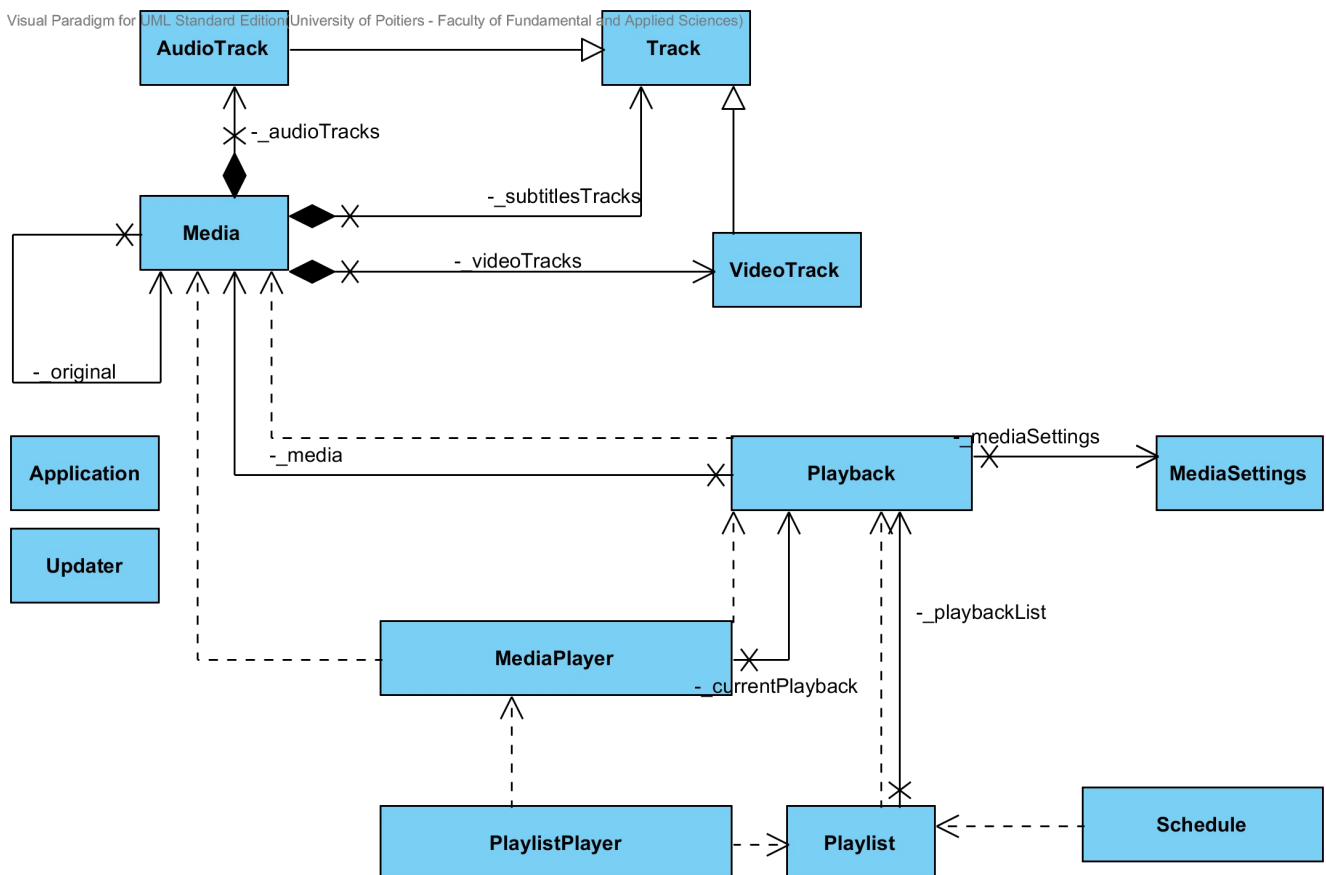 Visual Paradigm for UML Standard Edition(University of Poitiers - Faculty of Fundamental and Applied Sciences)
AudioTrack
Track
-_audioTracks
-_subtitlesTracks
Media
-_videoTracks
VideoTrack
-_original
-_mediaSettings
-_media
Application
Playback
MediaSettings
Updater
-_playbackList
MediaPlayer
-_currentPlayback
Schedule
PlaylistPlayer
Playlist